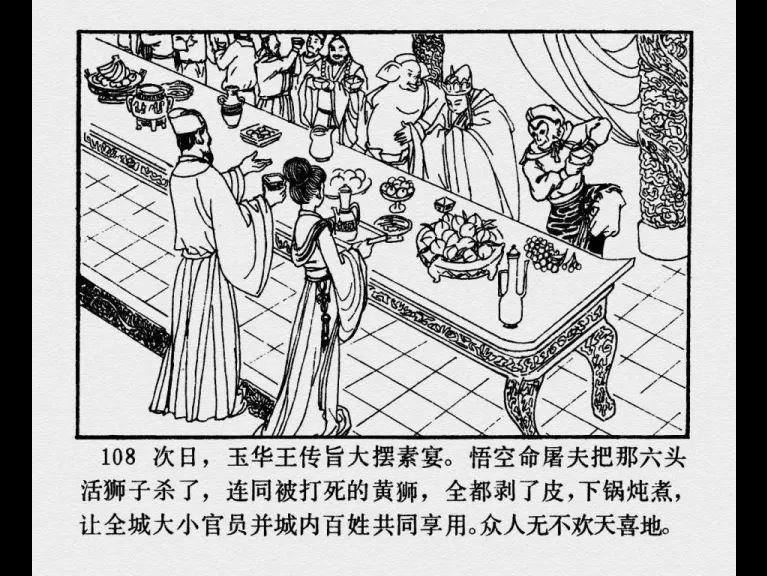 108 次日，玉华王传旨大摆素宴。悟空命屠夫把那六头
活狮子杀了，连同被打死的黄狮，全都剥了皮，下锅炖煮，
让全城大小官员并城内百姓共同享用。众人无不欢天喜地。